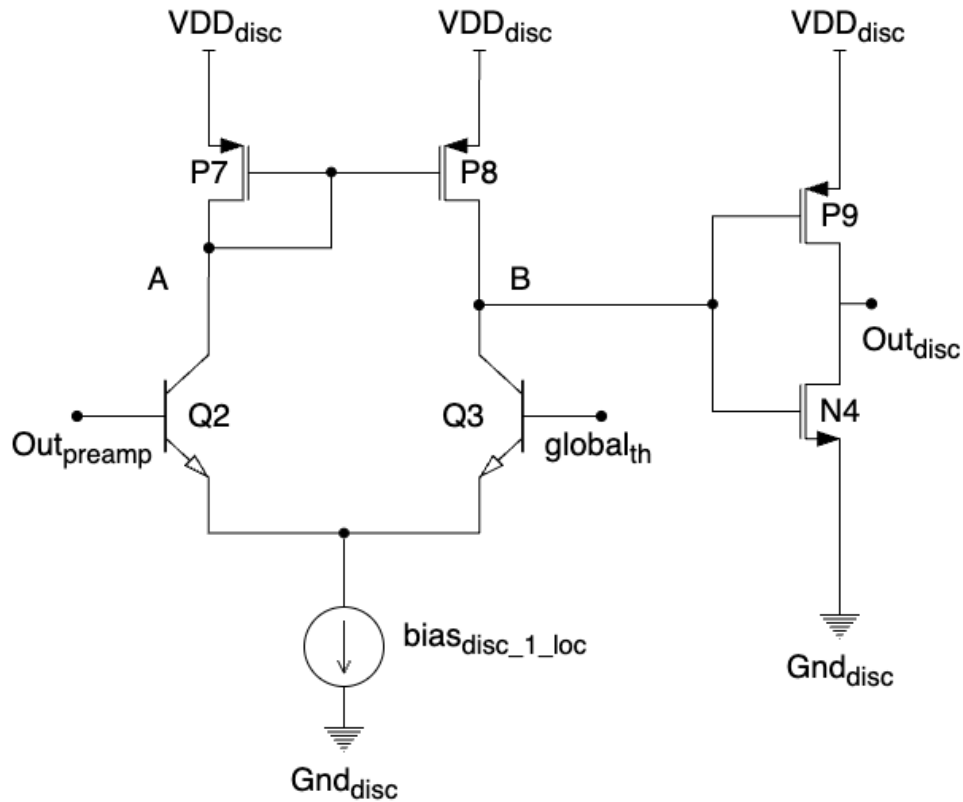 VDDdisc VDDdisc VDDdisc
P7 P8
P9
A B
Outdisc
Q2 Q3 N4
Outpreamp globalth
biasdisc_1_loc
Gnddisc
Gnddisc